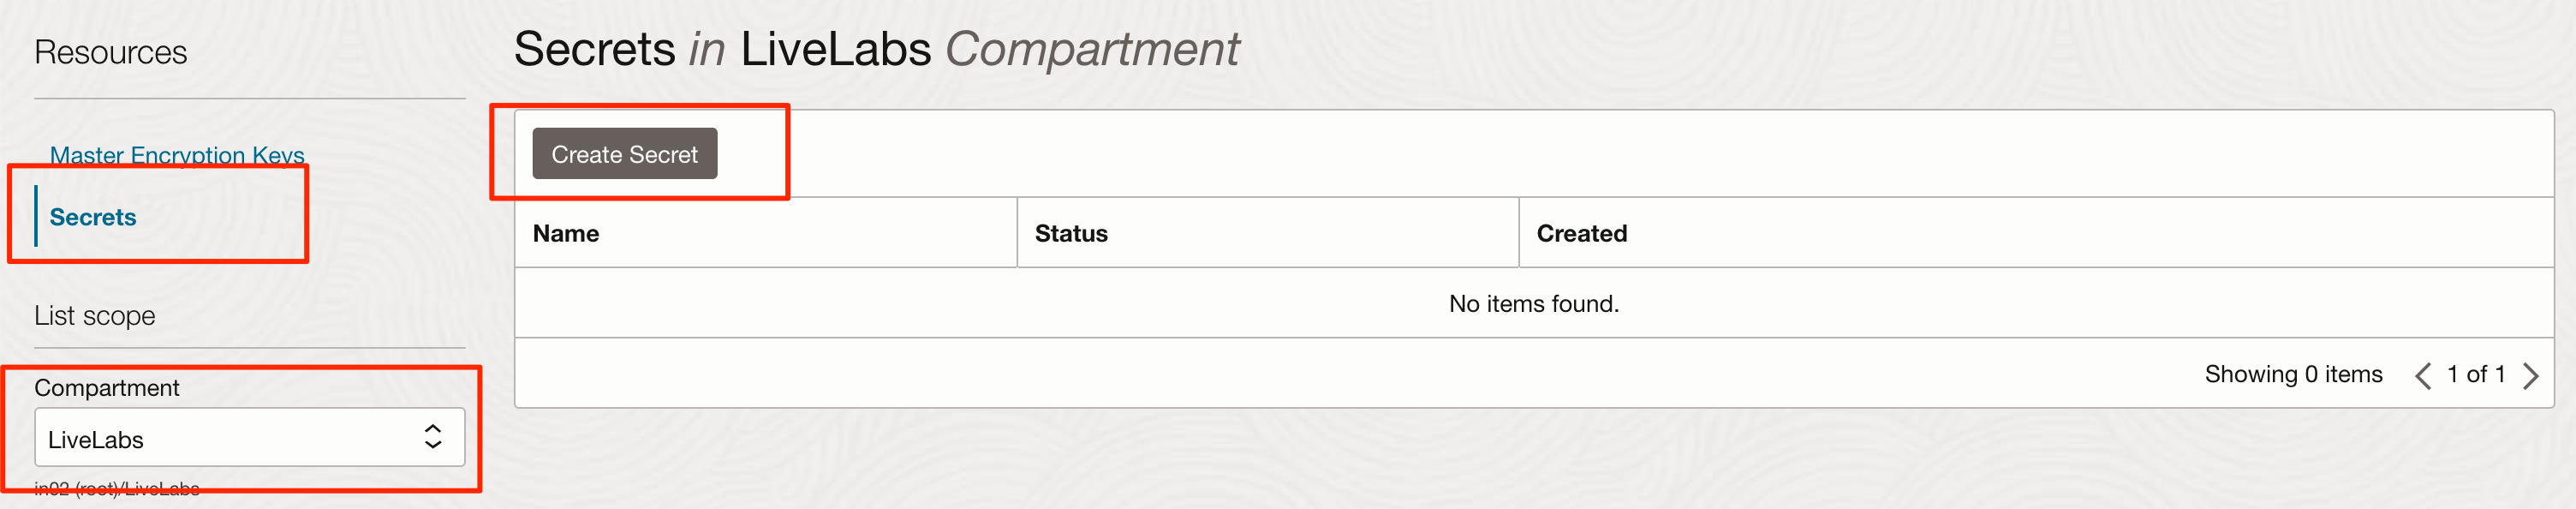 Resources
Master Encryption Keys
Secrets
List scope
Compartment
LiveLabs
in02 (root)/LiveLabs
Secrets in LiveLabs Compartment
Create Secret
Name Status Created
No items found.
Showing 0 items 1 of 1